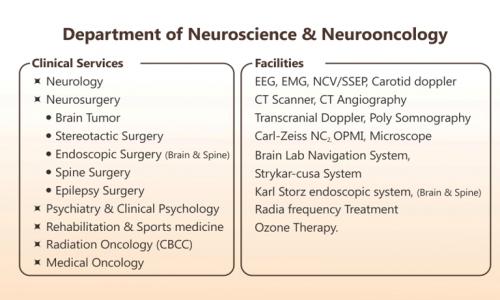 Department of Neuroscience & Neurooncology
Clinical Services
Neurology
Neurosurgery
Brain Tumor
Stereotactic Surgery
Endoscopic Surgery (Brain & Spine)
Spine Surgery
Epilepsy Surgery
Psychiatry & Clinical Psychology
Rehabilitation & Sports medicine
Radiation Oncology (CBCC)
Medical Oncology
Facilities
EEG, EMG, NCV/SSEP, Carotid doppler
CT Scanner, CT Angiography
Transcranial Doppler, Poly Somnography
Carl-Zeiss NC2, OPMI, Microscope
Brain Lab Navigation System,
Strykar-cusa System
Karl Storz endoscopic system, (Brain & Spine)
Radia frequency Treatment
Ozone Therapy.